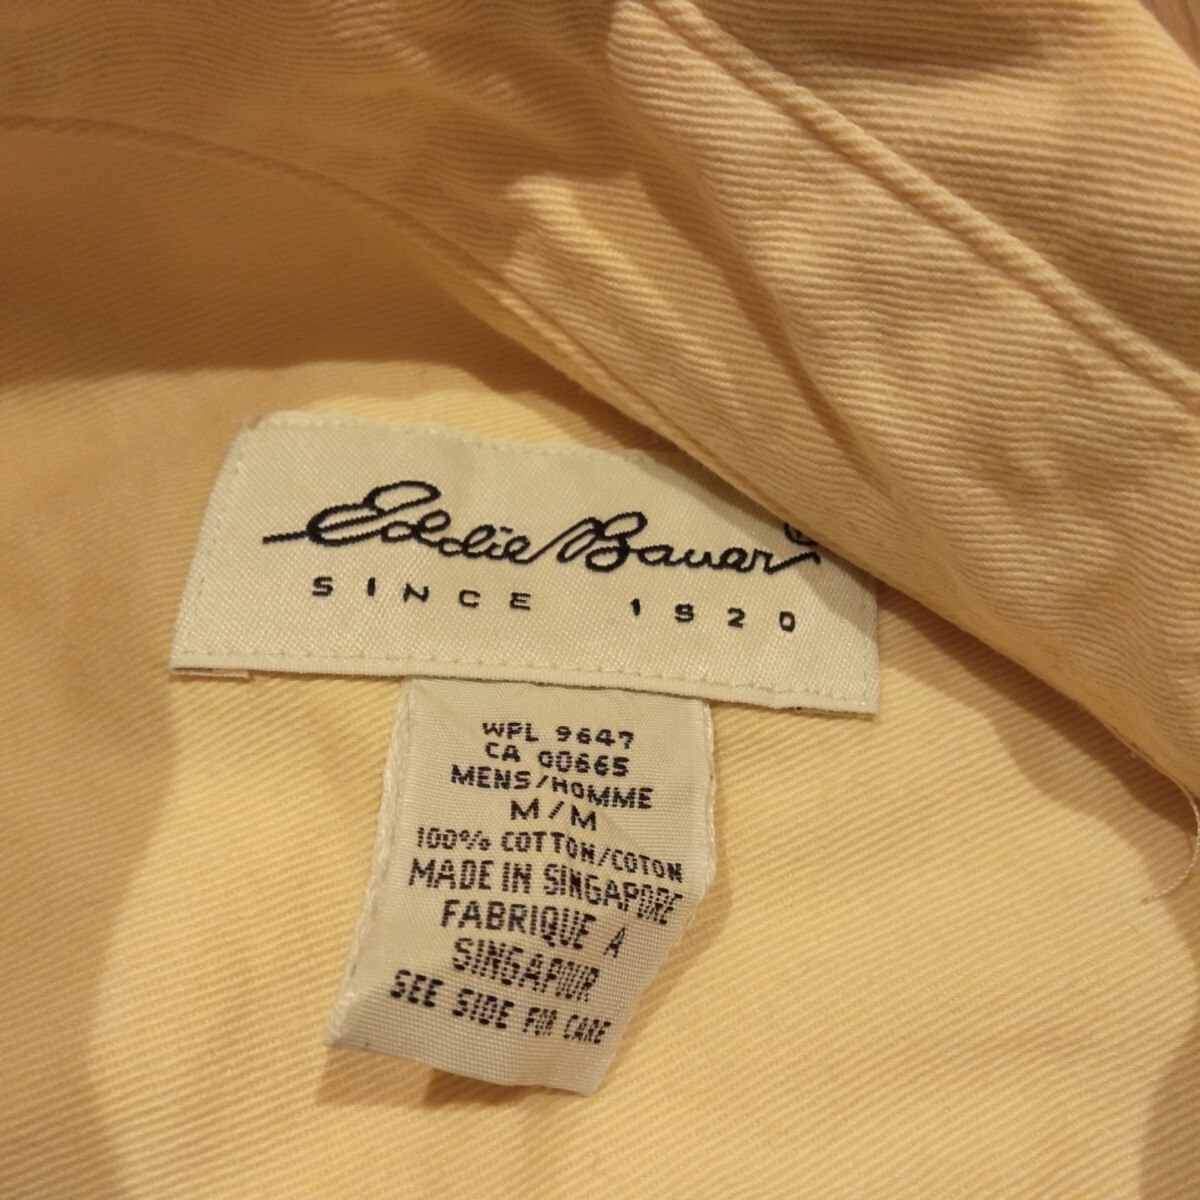 Eddie Bauer ®
SINCE 1920
WPL 9647
CA 00665
MENS/HOMME
M/M
100% COTTON/COTON
MADE IN SINGAPORE
FABRIQUE A
SINGAPOUR
SEE SIDE FOR CARE